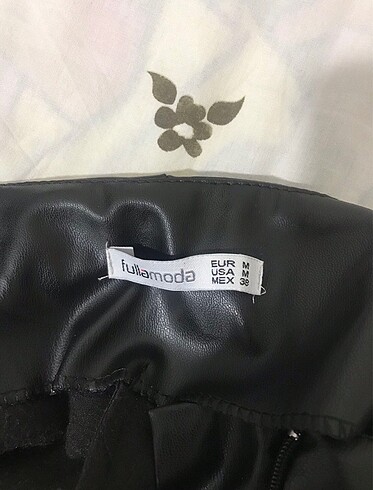 fullamoda
EUR M
USA M
MEX 38